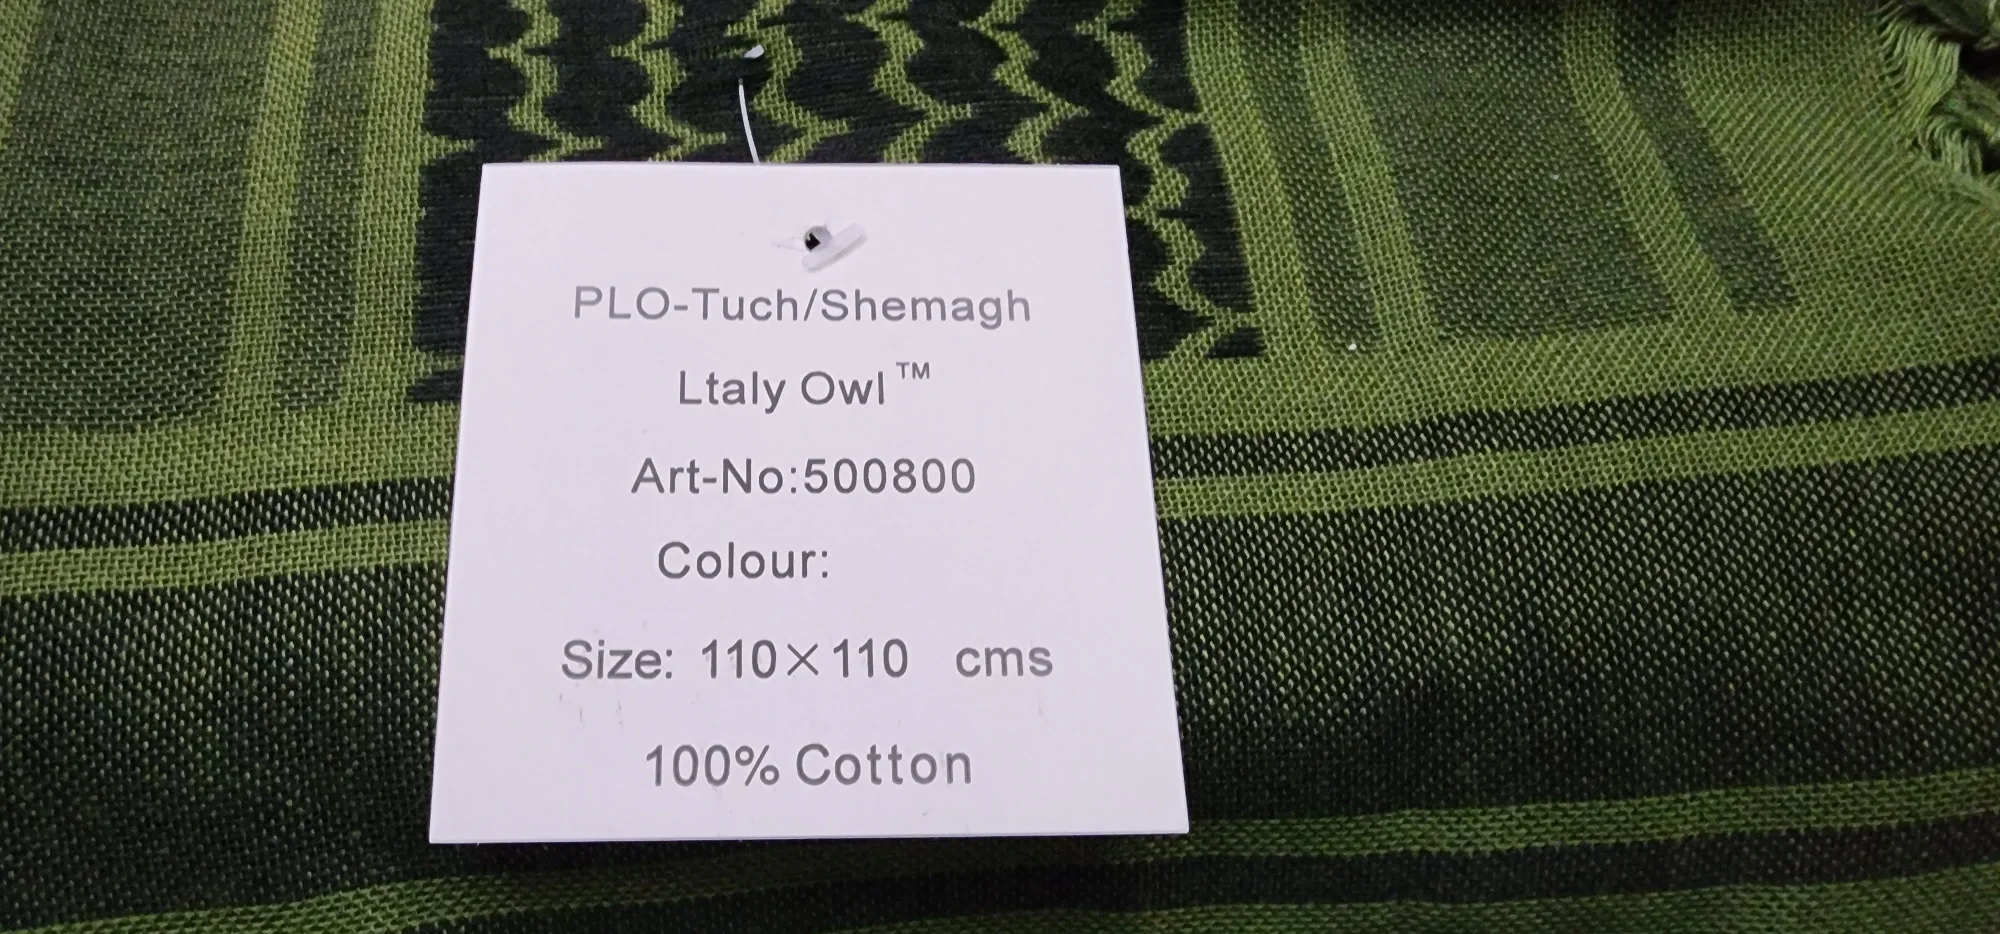 PLO-Tuch/Shemagh
Ltaly Owl™
Art-No:500800
Colour:
Size: 110×110 cms
100% Cotton